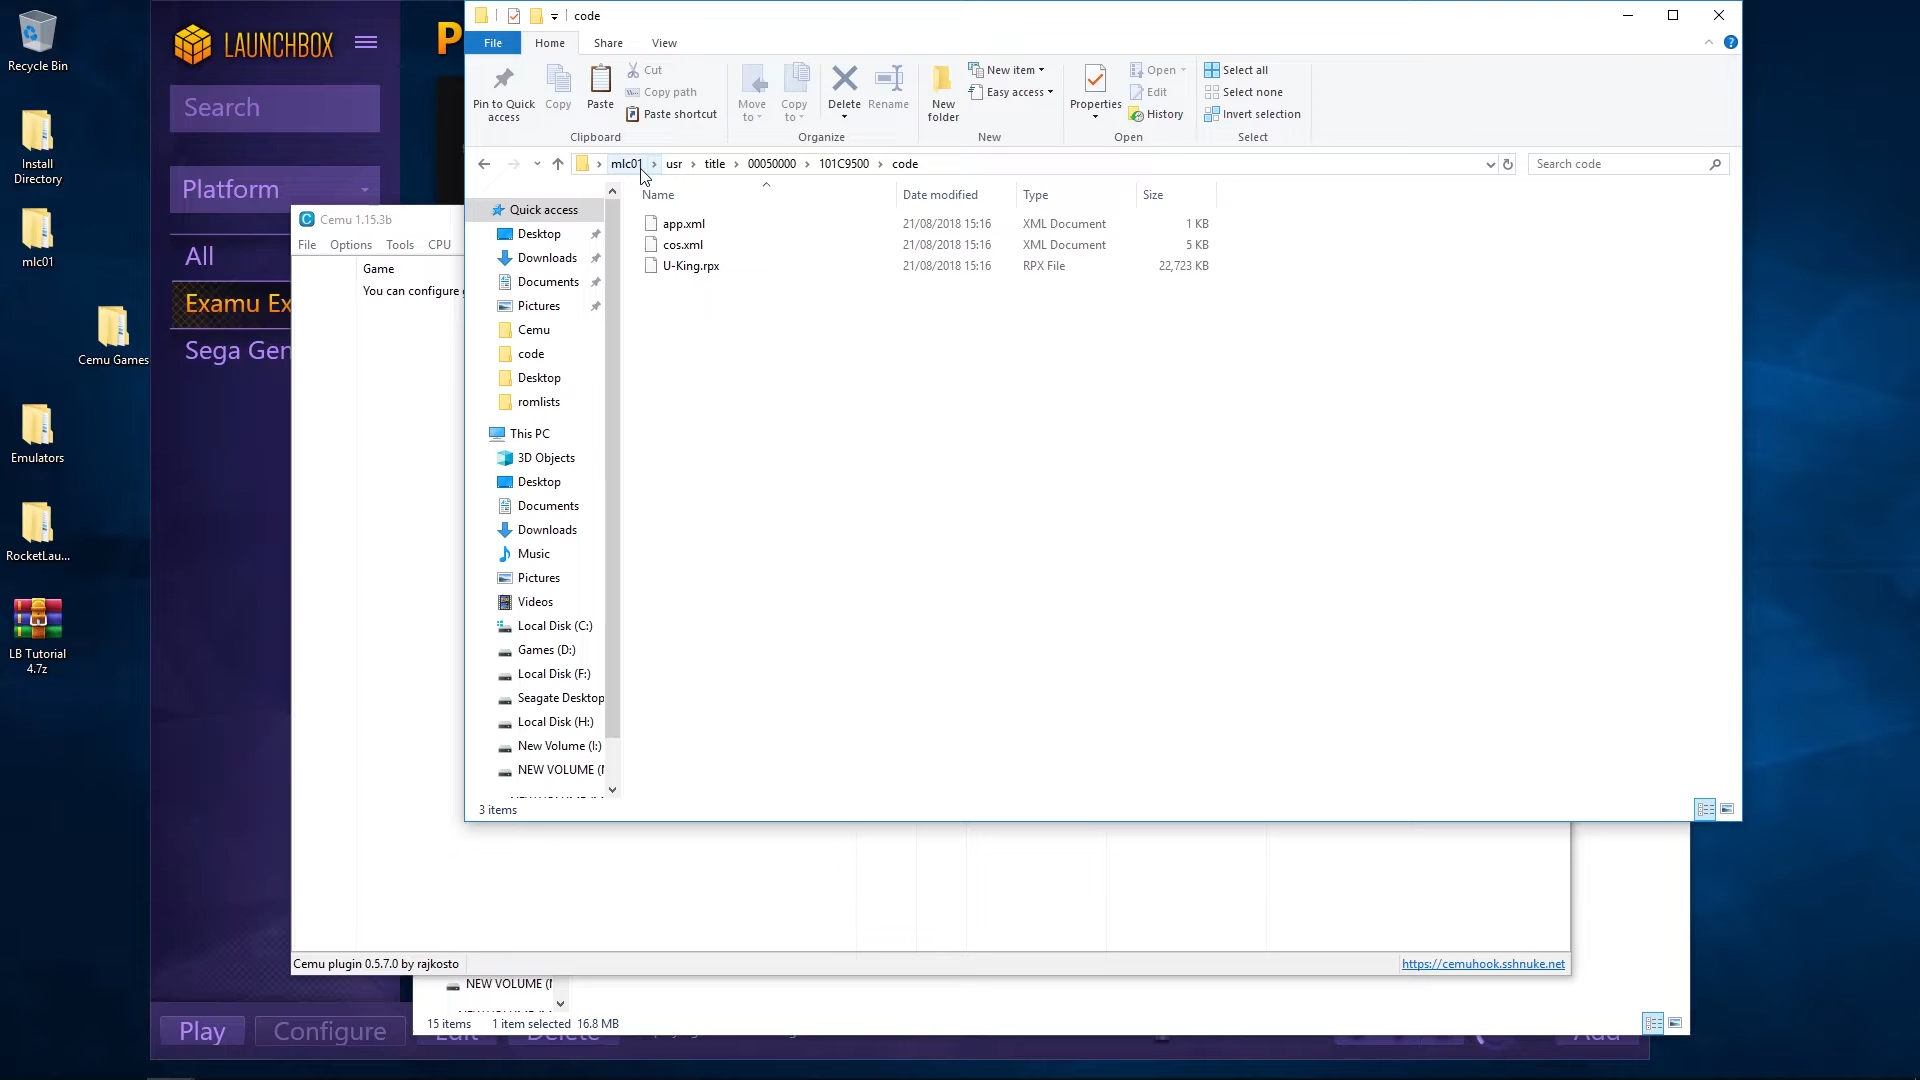 Recycle Bin
Install
Directory
mlc01
Cemu Games
Emulators
RocketLau...
LB Tutorial
4.7z
LAUNCHBOX
Search
Platform
All
Examu Ex
Sega Gen
Play
Configure
Edit
Delete
Add
P
Cemu 1.15.3b
File Options Tools CPU
Game
You can configure
Cemu plugin 0.5.7.0 by rajkosto
https://cemuhook.sshnuke.net
NEW VOLUME (
15 items 1 item selected 16.8 MB
code
File Home Share View
Pin to Quick
access
Copy
Paste
Cut
Copy path
Paste shortcut
Clipboard
Move
to
Copy
to
Delete
Rename
Organize
New
folder
New item
Easy access
New
Properties
Open
Edit
History
Open
Select all
Select none
Invert selection
Select
mlc01 usr title 00050000 101C9500 code
Search code
Name Date modified Type Size
app.xml 21/08/2018 15:16 XML Document 1 KB
cos.xml 21/08/2018 15:16 XML Document 5 KB
U-King.rpx 21/08/2018 15:16 RPX File 22,723 KB
Quick access
Desktop
Downloads
Documents
Pictures
Cemu
code
Desktop
romlists
This PC
3D Objects
Desktop
Documents
Downloads
Music
Pictures
Videos
Local Disk (C:)
Games (D:)
Local Disk (F:)
Seagate Desktop
Local Disk (H:)
New Volume (I:)
NEW VOLUME (
3 items